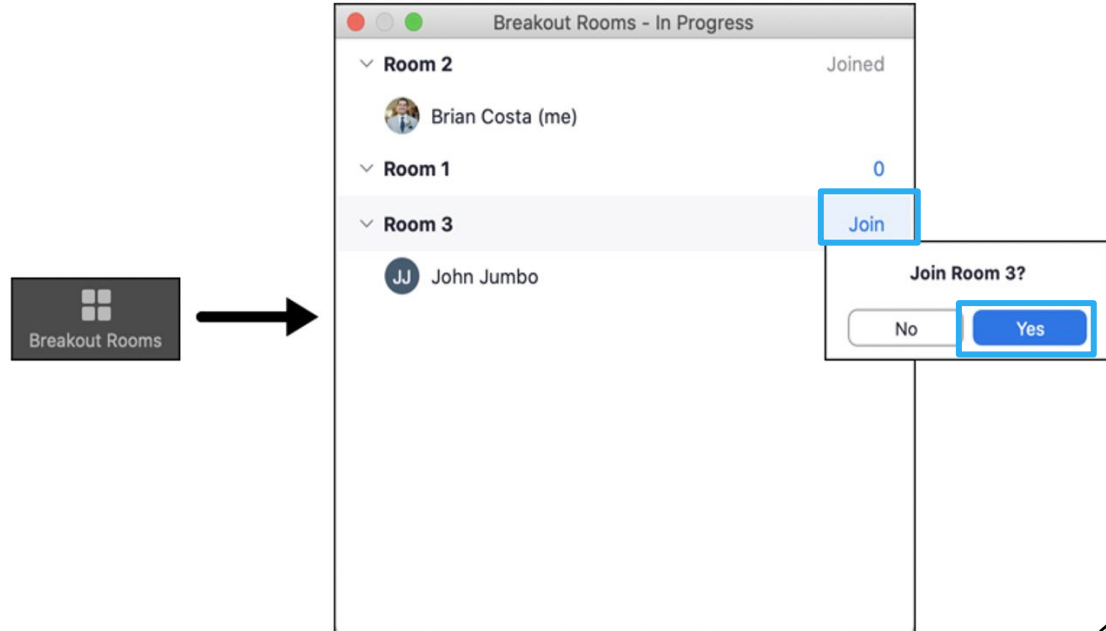 Breakout Rooms - In Progress
Room 2 Joined
Brian Costa (me)
Room 1 0
Room 3 Join
JJ John Jumbo
Join Room 3?
No Yes
Breakout Rooms